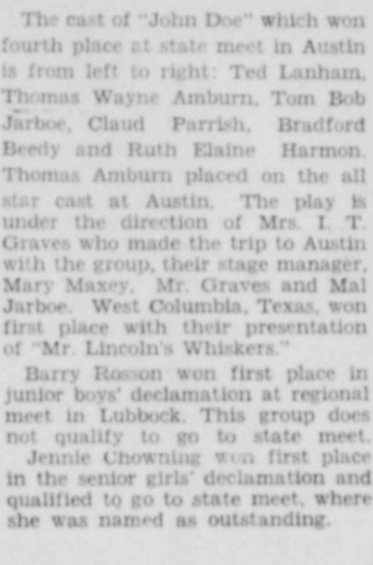 The cast of "John Doe" which won
fourth place at state meet in Austin
is from left to right: Ted Lanham,
Thomas Wayne Amburn, Tom Bob
Jarboe, Claud Parrish, Bradford
Beedy and Ruth Elaine Harmon.
Thomas Amburn placed on the all
star cast at Austin. The play is
under the direction of Mrs. I. T.
Graves who made the trip to Austin
with the group, their stage manager,
Mary Maxey, Mr. Graves and Mal
Jarboe. West Columbia, Texas, won
first place with their presentation
of "Mr. Lincoln's Whiskers."
Barry Rosson won first place in
junior boys' declamation at regional
meet in Lubbock. This group does
not qualify to go to state meet.
Jennie Chowning won first place
in the senior girls' declamation and
qualified to go to state meet, where
she was named as outstanding.